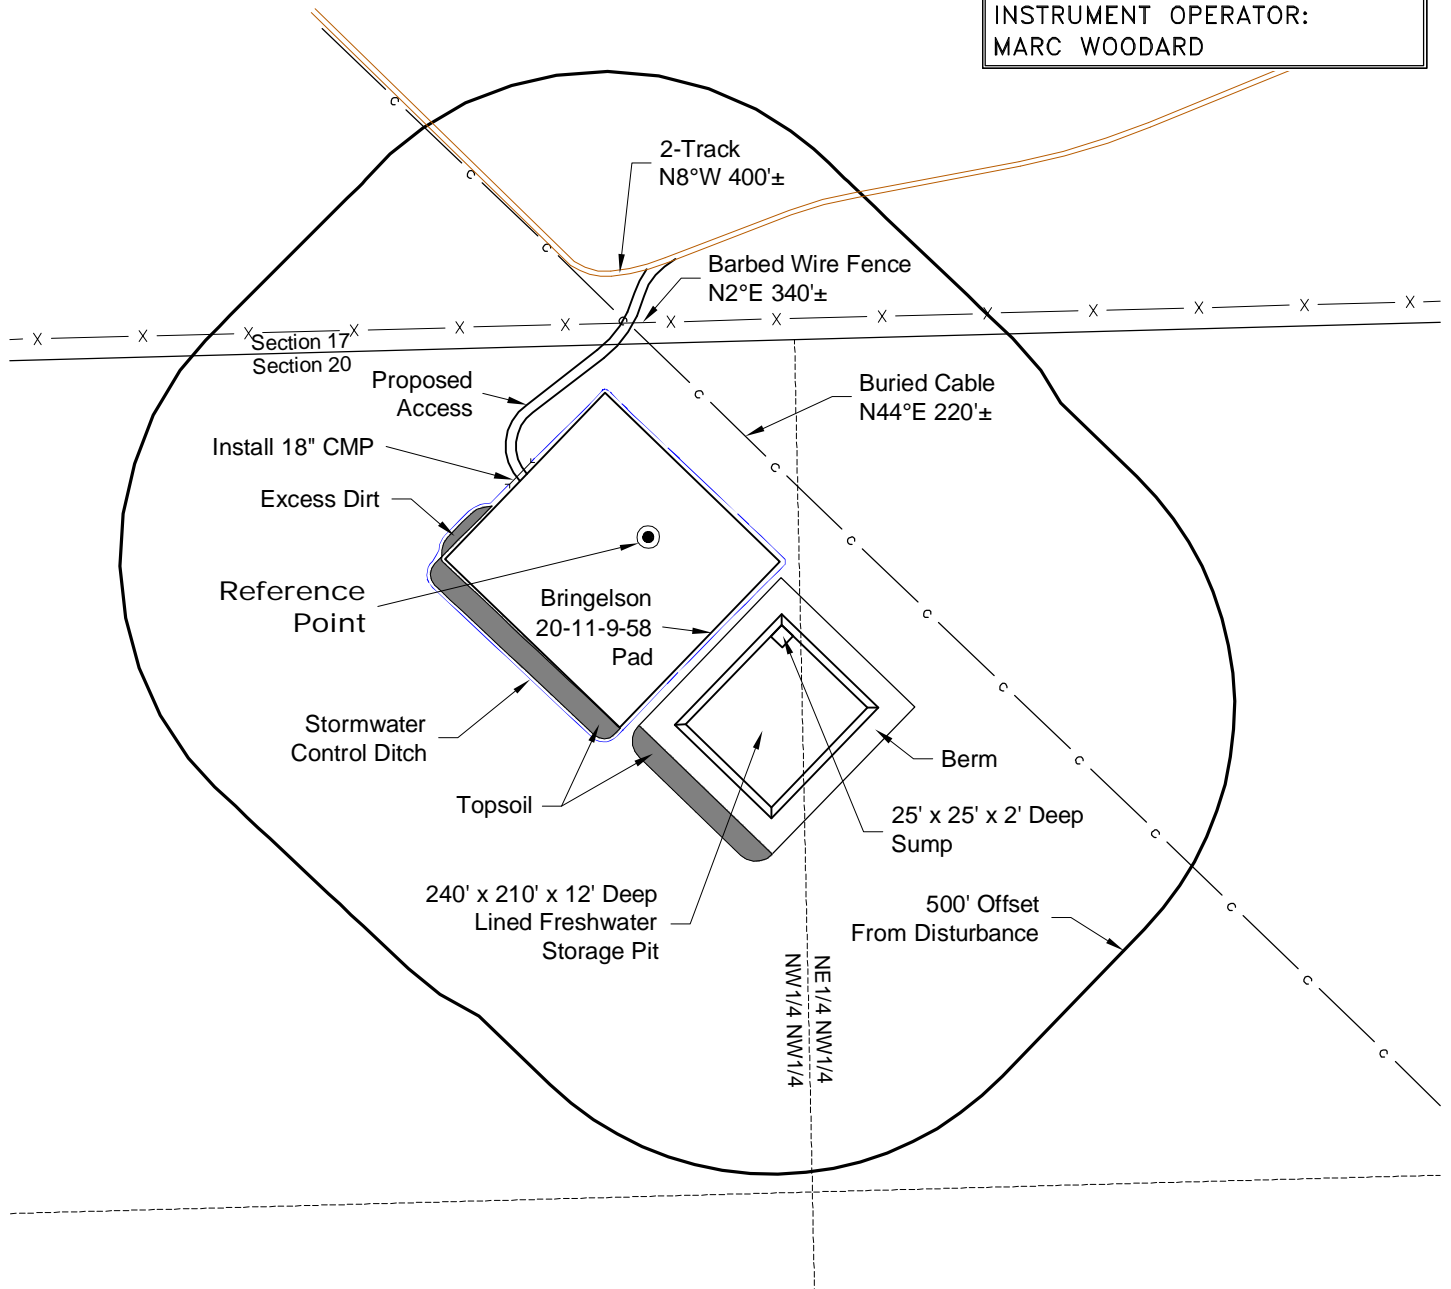 INSTRUMENT OPERATOR:
MARC WOODARD
2-Track
N8°W 400'±
Barbed Wire Fence
N2°E 340'±
Section 17
Section 20
Proposed
Access
Buried Cable
N44°E 220'±
Install 18" CMP
Excess Dirt
Reference
Point
Bringelson
20-11-9-58
Pad
Stormwater
Control Ditch
Berm
Topsoil
25' x 25' x 2' Deep
Sump
240' x 210' x 12' Deep
Lined Freshwater
Storage Pit
500' Offset
From Disturbance
NE1/4 NW1/4
NW1/4 NW1/4